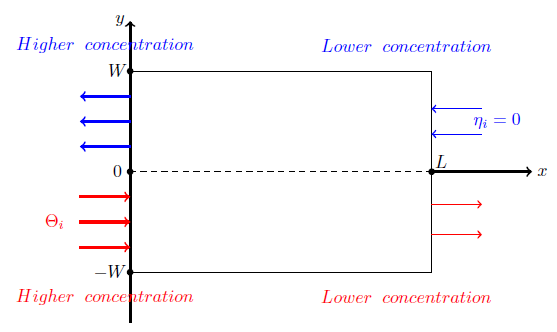 y
Higher concentration
Lower concentration
W
η_i = 0
L
0
x
Θ_i
−W
Higher concentration
Lower concentration